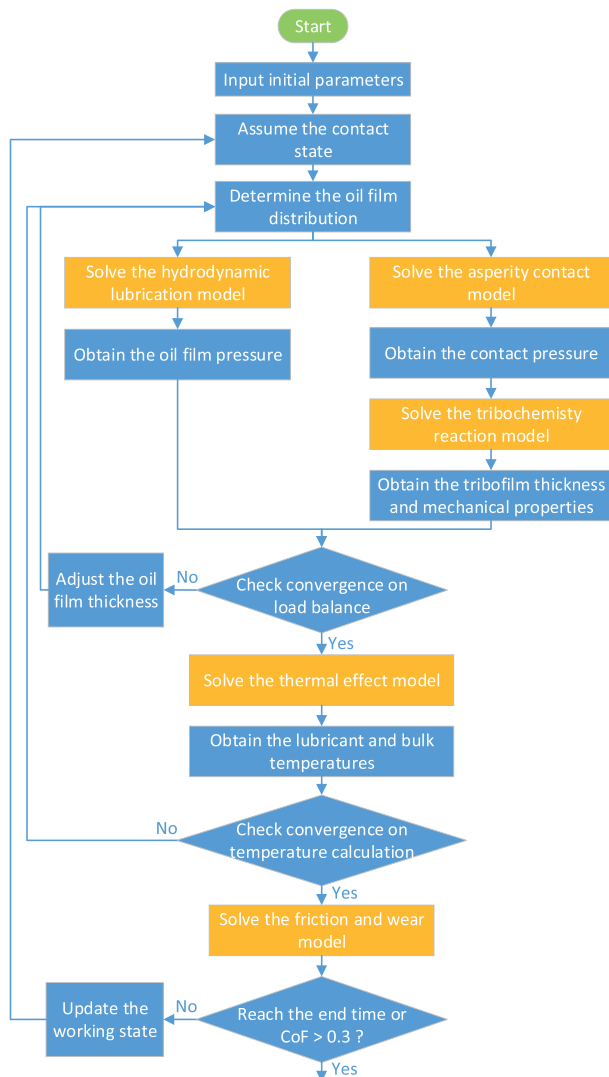 Start
Input initial parameters
Assume the contact
state
Determine the oil film
distribution
Solve the hydrodynamic
lubrication model
Solve the asperity contact
model
Obtain the oil film pressure
Obtain the contact pressure
Solve the tribochemisty
reaction model
Obtain the tribofilm thickness
and mechanical properties
Adjust the oil
film thickness
No
Check convergence on
load balance
Yes
Solve the thermal effect model
Obtain the lubricant and bulk
temperatures
No
Check convergence on
temperature calculation
Yes
Solve the friction and wear
model
Update the
working state
No
Reach the end time or
CoF > 0.3 ?
Yes